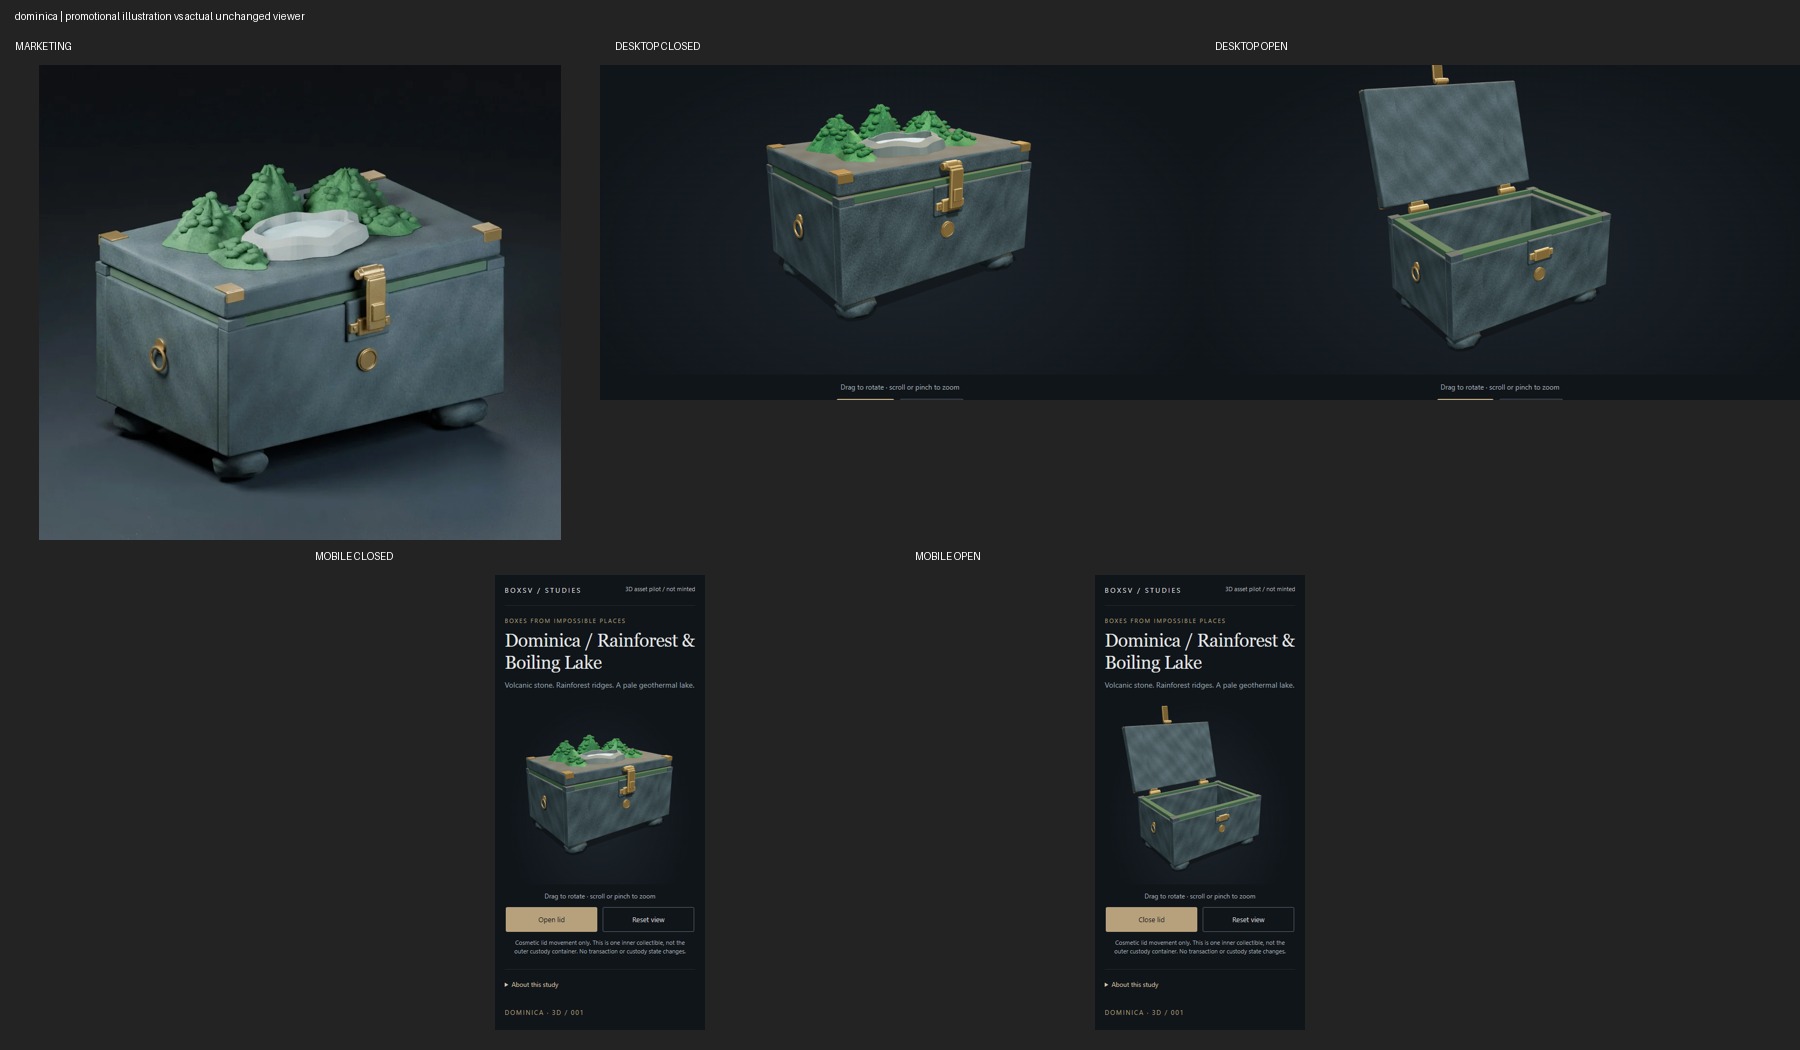 dominica | promotional illustration vs actual unchanged viewer
MARKETING
DESKTOP CLOSED
DESKTOP OPEN
Drag to rotate · scroll or pinch to zoom
Drag to rotate · scroll or pinch to zoom
MOBILE CLOSED
MOBILE OPEN
BOXSV / STUDIES
3D asset pilot / not minted
BOXES FROM IMPOSSIBLE PLACES
Dominica / Rainforest &
Boiling Lake
Volcanic stone. Rainforest ridges. A pale geothermal lake.
Drag to rotate · scroll or pinch to zoom
Open lid
Reset view
Cosmetic lid movement only. This is one inner collectible, not the
outer custody container. No transaction or custody state changes.
▶ About this study
DOMINICA · 3D / 001
BOXSV / STUDIES
3D asset pilot / not minted
BOXES FROM IMPOSSIBLE PLACES
Dominica / Rainforest &
Boiling Lake
Volcanic stone. Rainforest ridges. A pale geothermal lake.
Drag to rotate · scroll or pinch to zoom
Close lid
Reset view
Cosmetic lid movement only. This is one inner collectible, not the
outer custody container. No transaction or custody state changes.
▶ About this study
DOMINICA · 3D / 001